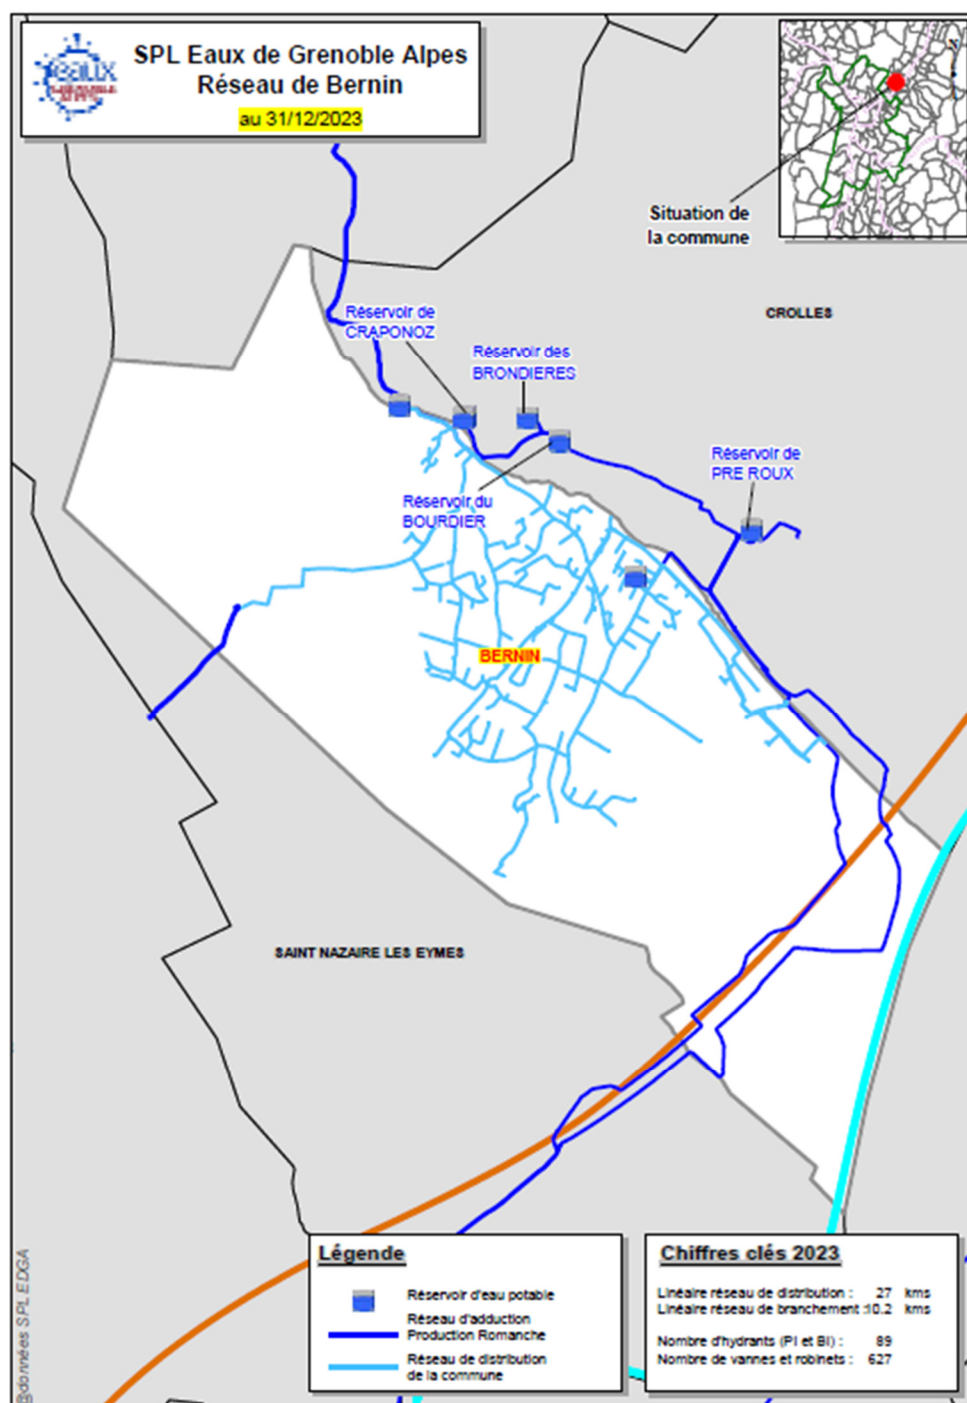 eaux
SPL Eaux de Grenoble Alpes
Réseau de Bernin
au 31/12/2023
Situation de
la commune
CROLLES
Réservoir de
CRAPONOZ
Réservoir des
BRONDIERES
Réservoir de
PRE ROUX
Réservoir du
BOURDIER
BERNIN
SAINT NAZAIRE LES EYMES
Légende
Réservoir d'eau potable
Réseau d'adduction
Production Romanche
Réseau de distribution
de la commune
Chiffres clés 2023
Linéaire réseau de distribution : 27 kms
Linéaire réseau de branchement :10.2 kms
Nombre d'hydrants (PI et BI) : 89
Nombre de vannes et robinets : 627
@données SPL EDGA